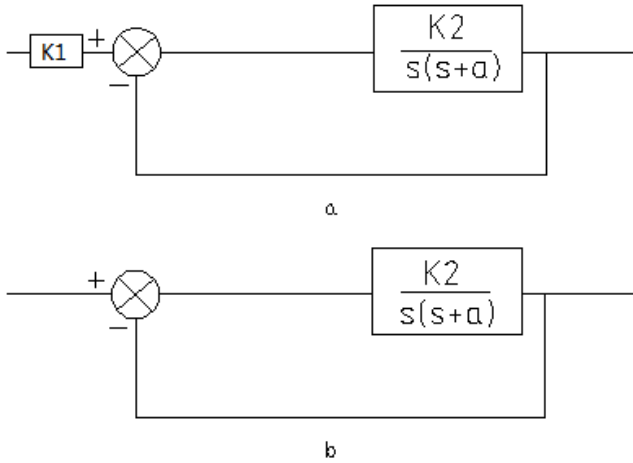 K1 + K2
s(s+a)
−
a
+ K2
s(s+a)
−
b